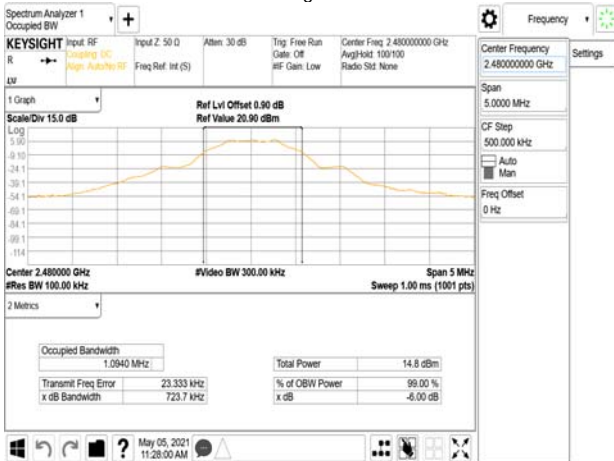 Spectrum Analyzer 1
Occupied BW
Frequency
KEYSIGHT
R
Input: RF
Coupling: DC
Align: Auto/No RF
Input Z: 50 Ω
Freq Ref: Int (S)
Atten: 30 dB
Trig: Free Run
Gate: Off
#IF Gain: Low
Center Freq: 2.480000000 GHz
Avg|Hold: 100/100
Radio Std: None
Center Frequency
2.480000000 GHz
Settings
Span
5.0000 MHz
CF Step
500.000 kHz
Auto
Man
Freq Offset
0 Hz
1 Graph
Scale/Div 15.0 dB
Ref Lvl Offset 0.90 dB
Ref Value 20.90 dBm
Log
5.90
-9.10
-24.1
-39.1
-54.1
-69.1
-84.1
-99.1
-114
Center 2.480000 GHz
#Res BW 100.00 kHz
#Video BW 300.00 kHz
Span 5 MHz
Sweep 1.00 ms (1001 pts)
2 Metrics
Occupied Bandwidth
1.0940 MHz
Total Power 14.8 dBm
Transmit Freq Error 23.333 kHz
% of OBW Power 99.00 %
x dB Bandwidth 723.7 kHz
x dB -6.00 dB
?
May 05, 2021
11:28:00 AM